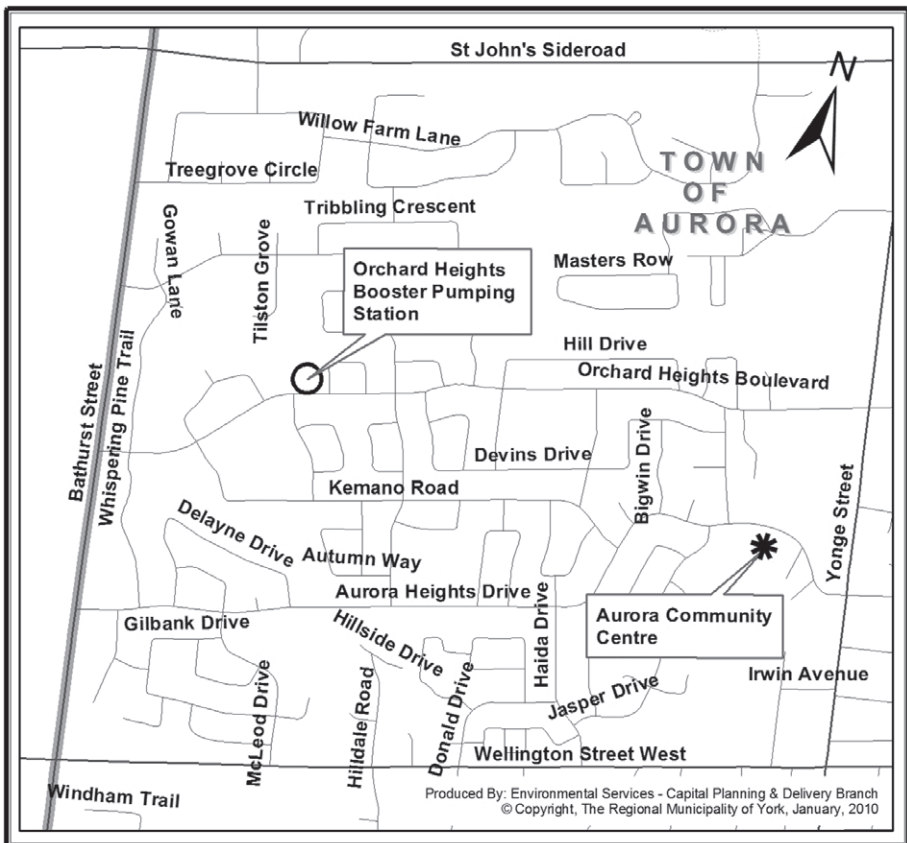 St John's Sideroad
N
Willow Farm Lane
TOWN
OF
AURORA
Treegrove Circle
Tribbling Crescent
Gowan Lane
Tilston Grove
Orchard Heights
Booster Pumping
Station
Masters Row
Hill Drive
Orchard Heights Boulevard
Bathurst Street
Whispering Pine Trail
Devins Drive
Bigwin Drive
Kemano Road
Yonge Street
Delayne Drive
Autumn Way
Aurora Heights Drive
Haida Drive
Aurora Community
Centre
Gilbank Drive
Hillside Drive
McLeod Drive
Hilldale Road
Donald Drive
Jasper Drive
Irwin Avenue
Wellington Street West
Windham Trail
Produced By: Environmental Services - Capital Planning & Delivery Branch
© Copyright, The Regional Municipality of York, January, 2010